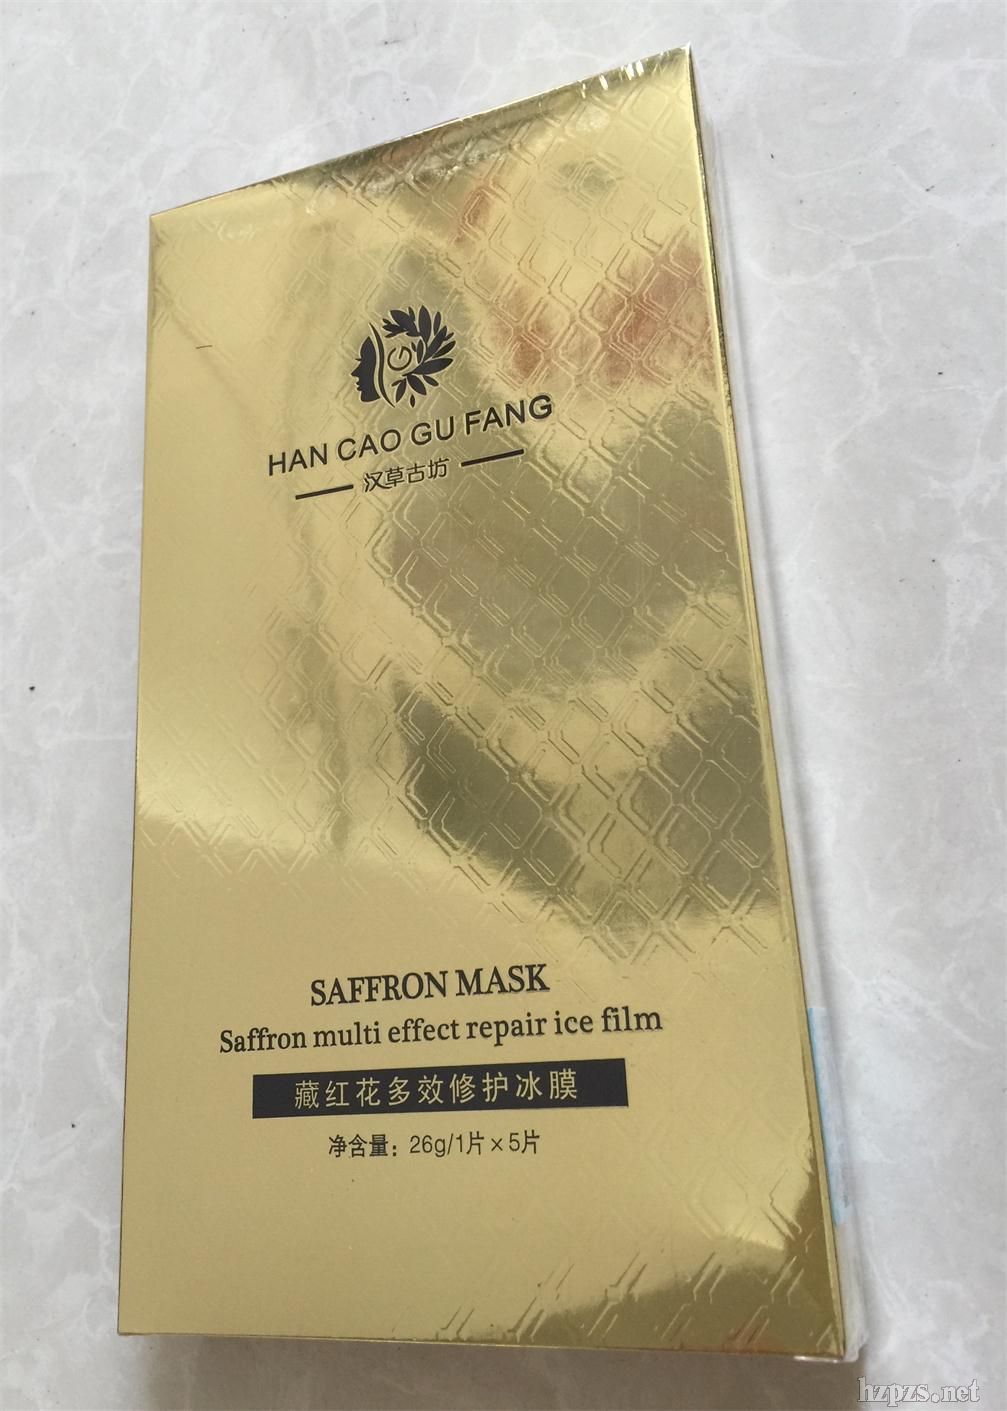 G
HAN CAO GU FANG
汉草古坊
SAFFRON MASK
Saffron multi effect repair ice film
藏红花多效修护冰膜
净含量：26g/1片×5片
hzpzs.net